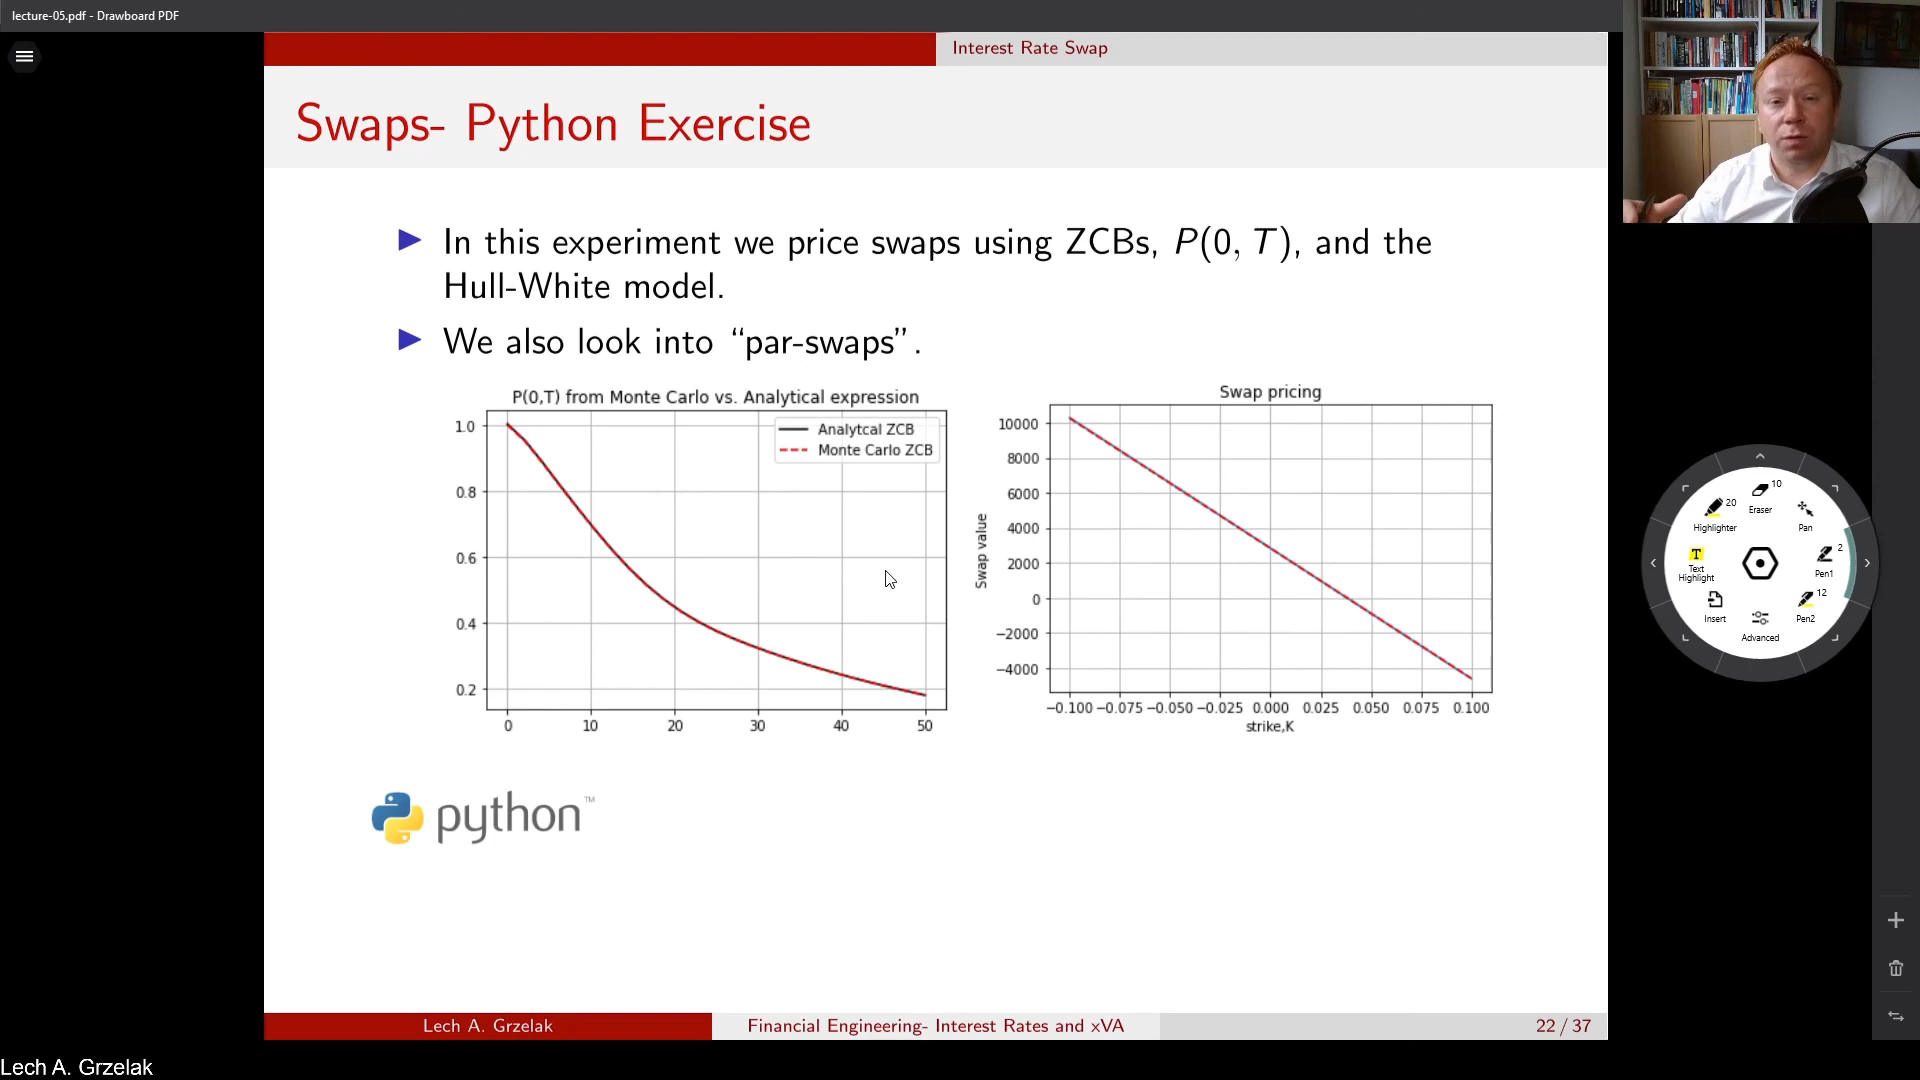 lecture-05.pdf - Drawboard PDF
Interest Rate Swap
Swaps- Python Exercise
In this experiment we price swaps using ZCBs, P(0, T), and the
Hull-White model.
We also look into “par-swaps”.
P(0,T) from Monte Carlo vs. Analytical expression
Analytcal ZCB
Monte Carlo ZCB
1.0
0.8
0.6
0.4
0.2
0 10 20 30 40 50
Swap pricing
Swap value
10000
8000
6000
4000
2000
0
−2000
−4000
−0.100 −0.075 −0.050 −0.025 0.000 0.025 0.050 0.075 0.100
strike,K
python™
Lech A. Grzelak
Financial Engineering- Interest Rates and xVA
22 / 37
10
Eraser
20
Highlighter
Pan
T
Text
Highlight
2
Pen1
Insert
12
Pen2
Advanced
Lech A. Grzelak